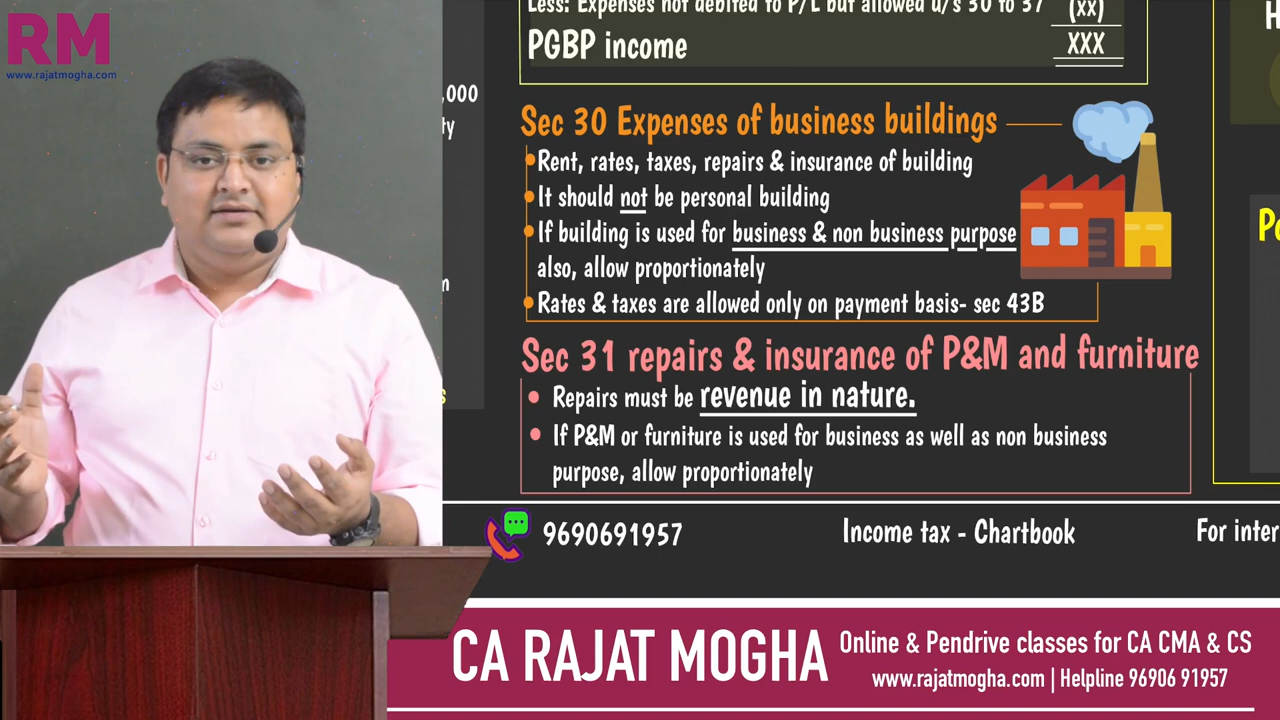 RM
www.rajatmogha.com
,000
ty
Less: Expenses not debited to P/L but allowed u/s 30 to 37 (xx)
PGBP income XXX
Sec 30 Expenses of business buildings
Rent, rates, taxes, repairs & insurance of building
It should not be personal building
If building is used for business & non business purpose
also, allow proportionately
Rates & taxes are allowed only on payment basis- sec 43B
Sec 31 repairs & insurance of P&M and furniture
Repairs must be revenue in nature.
If P&M or furniture is used for business as well as non business
purpose, allow proportionately
9690691957 Income tax - Chartbook For inter
CA RAJAT MOGHA
Online & Pendrive classes for CA CMA & CS
www.rajatmogha.com | Helpline 96906 91957